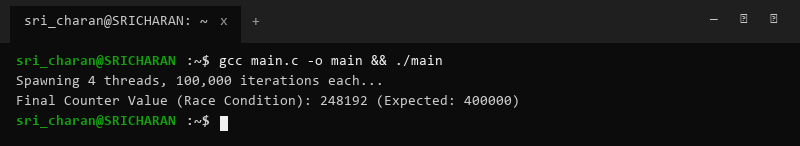 sri_charan@SRICHARAN: ~ x +
sri_charan@SRICHARAN :~$ gcc main.c -o main && ./main
Spawning 4 threads, 100,000 iterations each...
Final Counter Value (Race Condition): 248192 (Expected: 400000)
sri_charan@SRICHARAN :~$